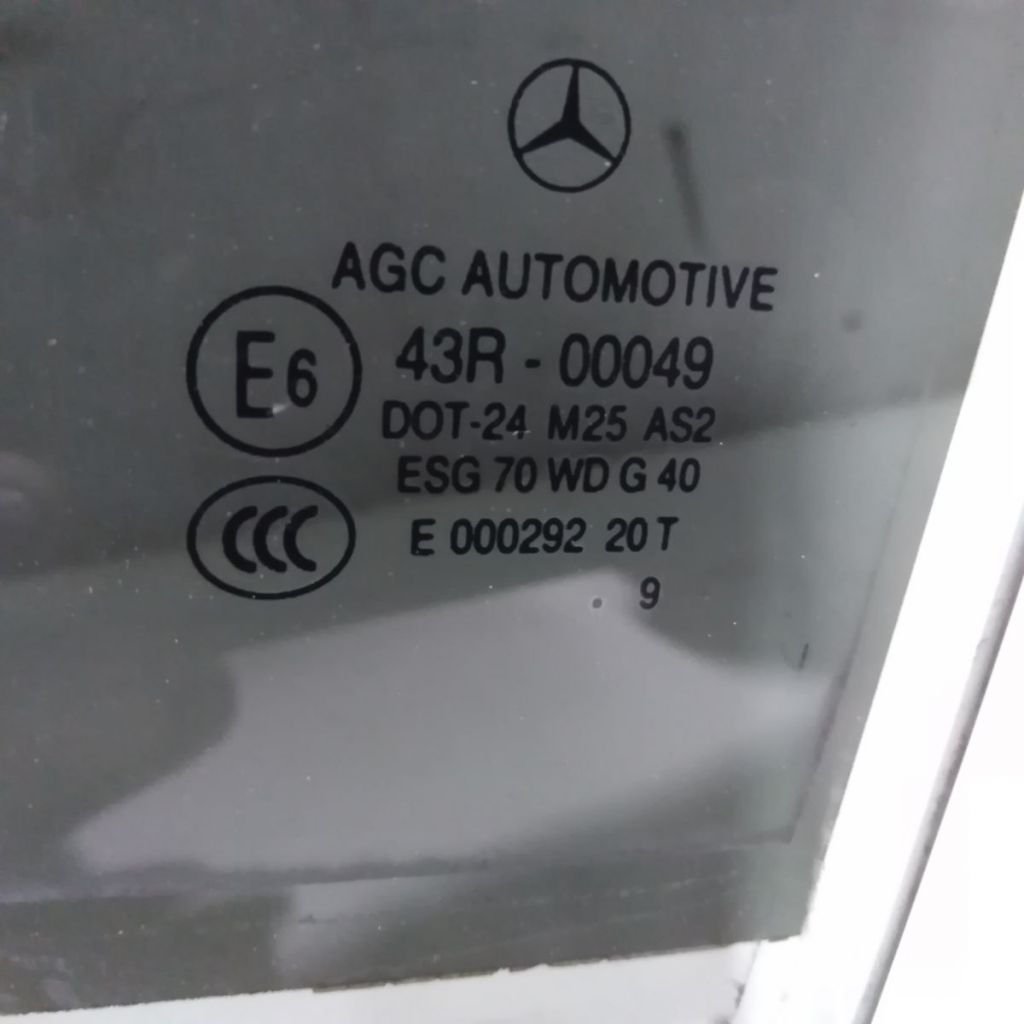 AGC AUTOMOTIVE
E6
43R - 00049
DOT-24 M25 AS2
ESG 70 WD G 40
CCC
E 000292 20 T
. 9